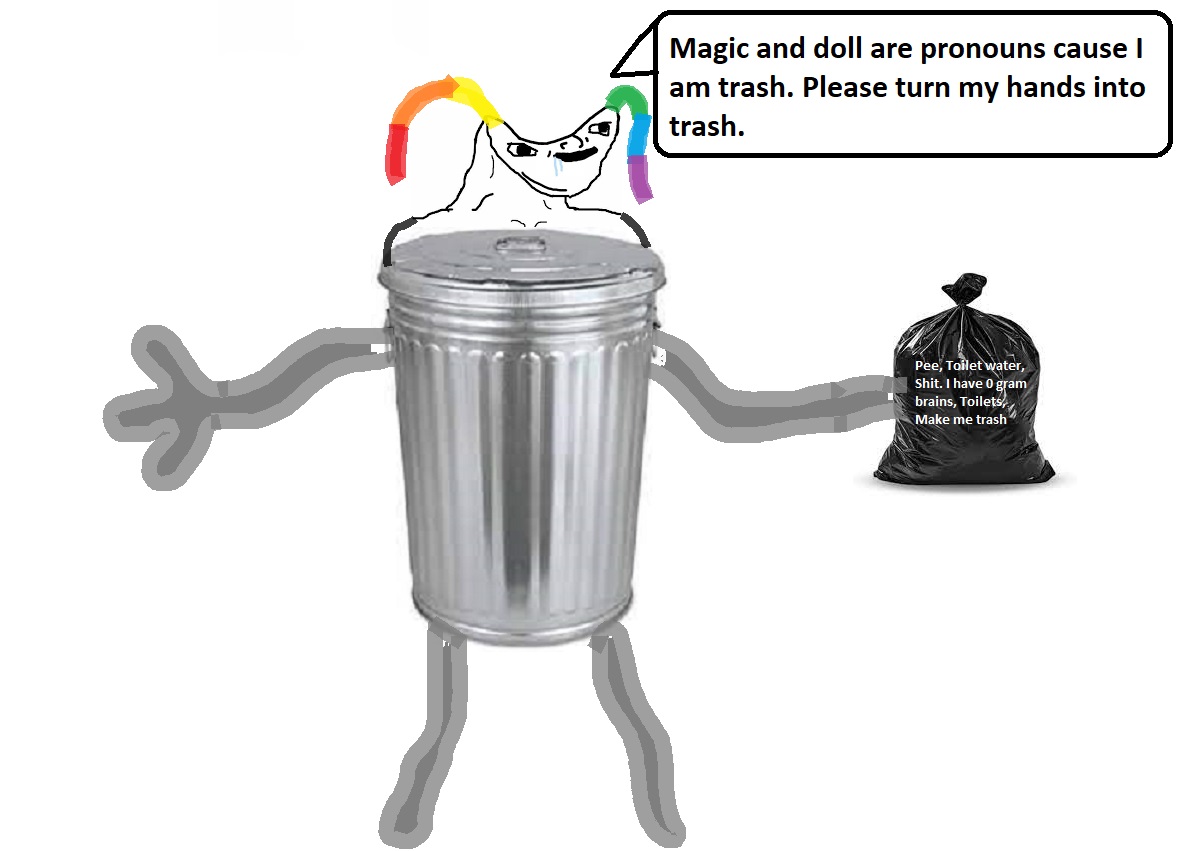 Magic and doll are pronouns cause I
am trash. Please turn my hands into
trash.
Pee, Toilet water,
Shit. I have 0 gram
brains, Toilets,
Make me trash